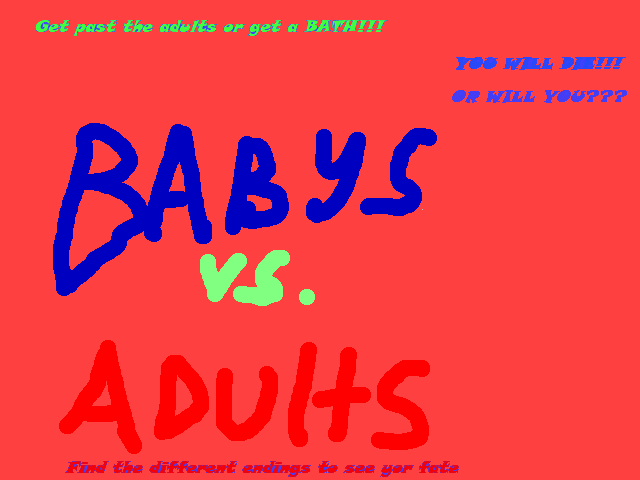 Get past the adults or get a BATH!!!
YOU WILL DIE!!!
OR WILL YOU???
BABYS
vs.
ADUltS
Find the different endings to see yor fate